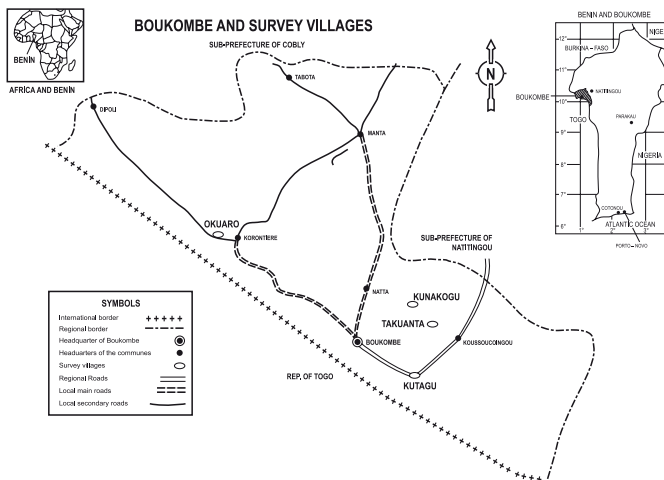 BOUKOMBE AND SURVEY VILLAGES
SUB-PREFECTURE OF COBLY
BENIN
AFRICA AND BENIN
N
BENIN AND BOUKOMBE
NIGE
BURKINA - FASO
12°
11°
10°
9°
8°
7°
6°
NATTINGOU
BOUKOMBE
TOGO
PARAKAU
NIGERIA
COTONOU
ATLANTIC OCEAN
1°
2°
3°
PORTO-NOVO
TABOTA
DIPOLI
MANTA
OKUARO
KORONTIERE
SUB-PREFECTURE OF
NATITINGOU
NATTA
KUNAKOGU
TAKUANTA
BOUKOMBE
KOUSSOUCOINGOU
KUTAGU
REP, OF TOGO
SYMBOLS
International border
Regional border
Headquarter of Boukombe
Headuarters of the communes
Survey villages
Regional Roads
Local main roads
Local secondary roads